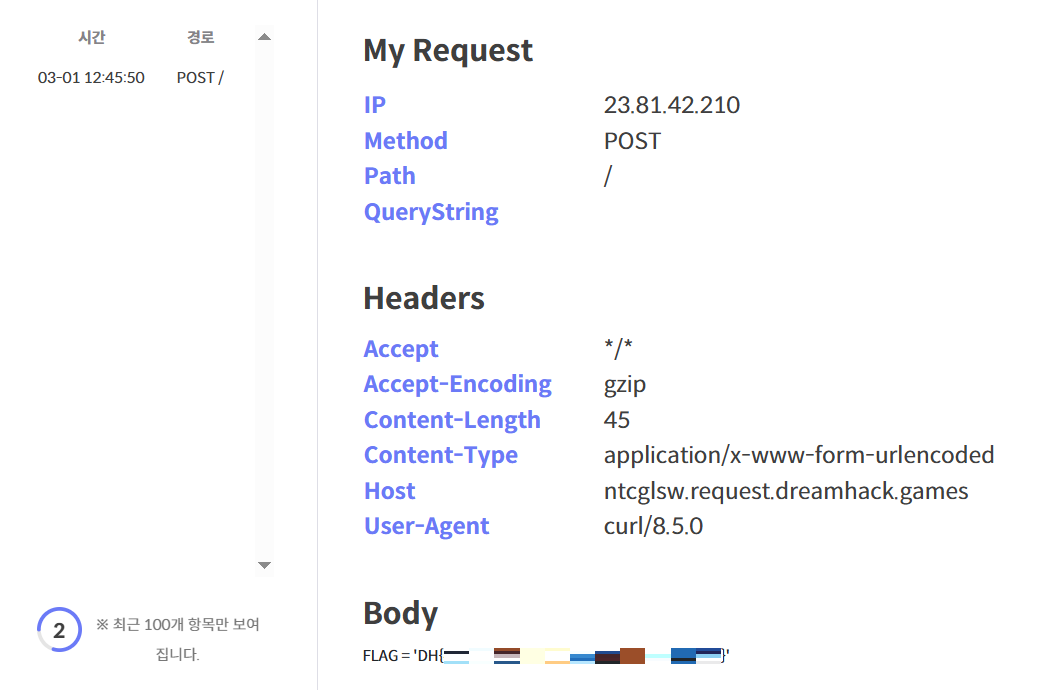 시간 경로
03-01 12:45:50 POST /
2
※ 최근 100개 항목만 보여
집니다.
My Request
IP 23.81.42.210
Method POST
Path /
QueryString
Headers
Accept */*
Accept-Encoding gzip
Content-Length 45
Content-Type application/x-www-form-urlencoded
Host ntcglsw.request.dreamhack.games
User-Agent curl/8.5.0
Body
FLAG = 'DH{ }'